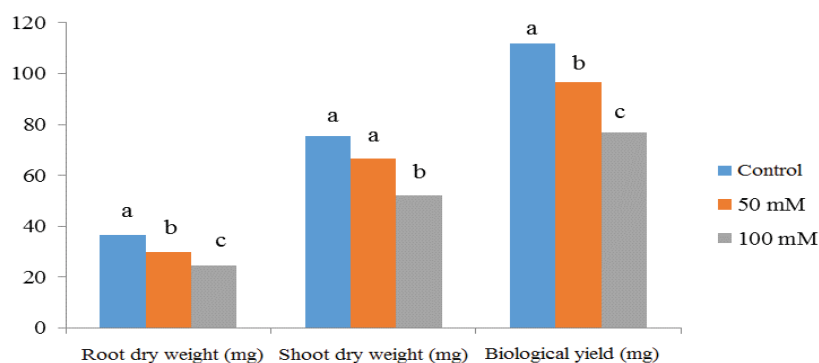 120
100
80
60
40
20
0
a
b
c
a
a
b
a
b
c
Root dry weight (mg)
Shoot dry weight (mg)
Biological yield (mg)
Control
50 mM
100 mM